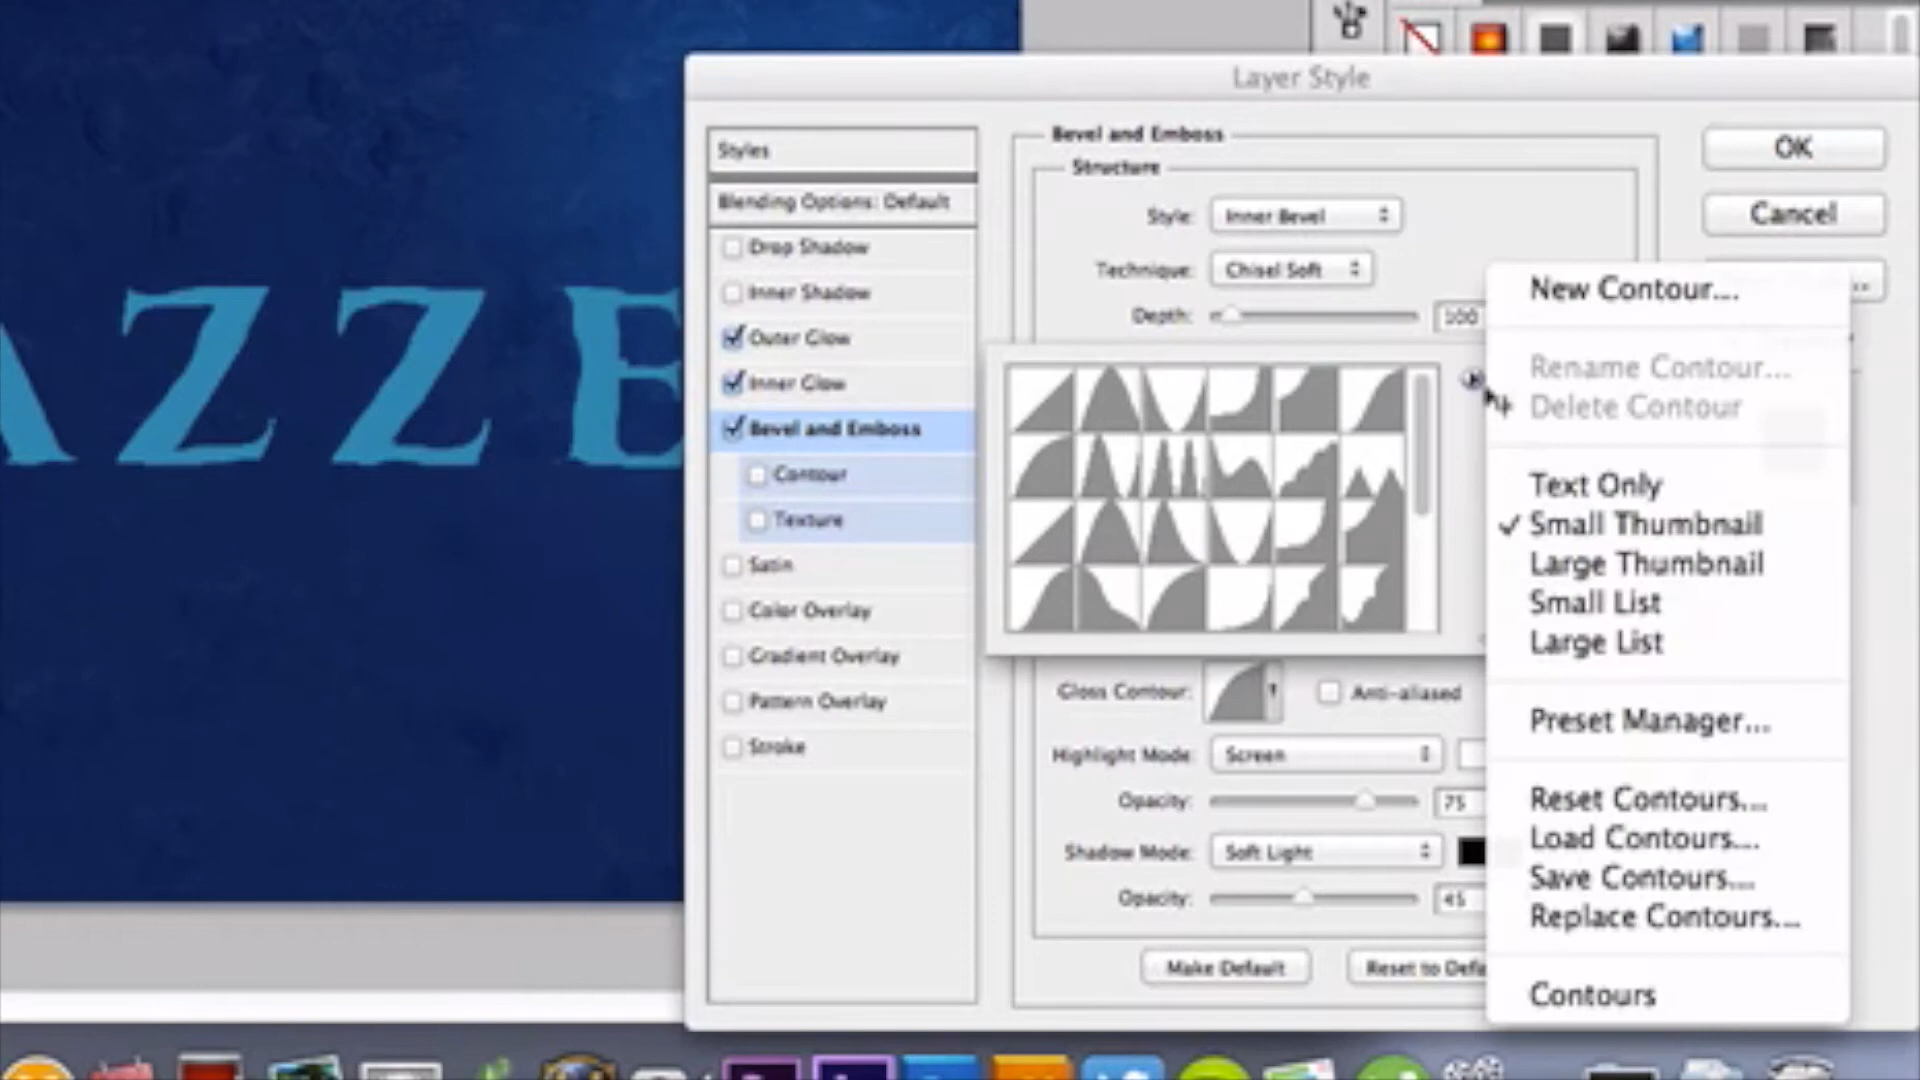 Layer Style
AZZE
Styles
Blending Options: Default
Drop Shadow
Inner Shadow
Outer Glow
Inner Glow
Bevel and Emboss
Contour
Texture
Satin
Color Overlay
Gradient Overlay
Pattern Overlay
Stroke
Bevel and Emboss
Structure
Style: Inner Bevel
Technique: Chisel Soft
Depth: 100
Gloss Contour: Anti-aliased
Highlight Mode: Screen
Opacity: 75
Shadow Mode: Soft Light
Opacity: 45
Make Default Reset to Defa
OK
Cancel
New Contour...
Rename Contour...
Delete Contour
Text Only
Small Thumbnail
Large Thumbnail
Small List
Large List
Preset Manager...
Reset Contours...
Load Contours...
Save Contours...
Replace Contours...
Contours